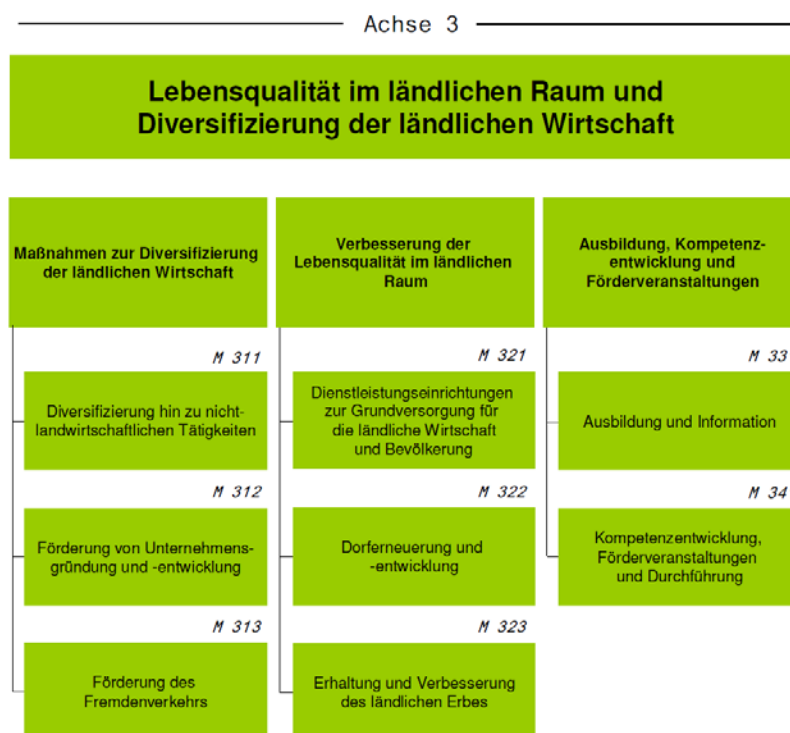 Achse 3
Lebensqualität im ländlichen Raum und
Diversifizierung der ländlichen Wirtschaft
Maßnahmen zur Diversifizierung
der ländlichen Wirtschaft
M 311
Diversifizierung hin zu nicht-
landwirtschaftlichen Tätigkeiten
M 312
Förderung von Unternehmens-
gründung und -entwicklung
M 313
Förderung des
Fremdenverkehrs
Verbesserung der
Lebensqualität im ländlichen
Raum
M 321
Dienstleistungseinrichtungen
zur Grundversorgung für
die ländliche Wirtschaft
und Bevölkerung
M 322
Dorferneuerung und
-entwicklung
M 323
Erhaltung und Verbesserung
des ländlichen Erbes
Ausbildung, Kompetenz-
entwicklung und
Förderveranstaltungen
M 33
Ausbildung und Information
M 34
Kompetenzentwicklung,
Förderveranstaltungen
und Durchführung